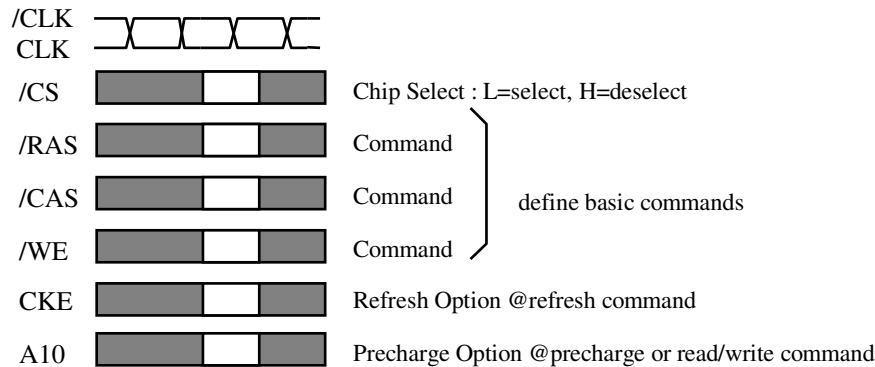 /CLK
CLK
/CS Chip Select : L=select, H=deselect
/RAS Command
/CAS Command define basic commands
/WE Command
CKE Refresh Option @refresh command
A10 Precharge Option @precharge or read/write command